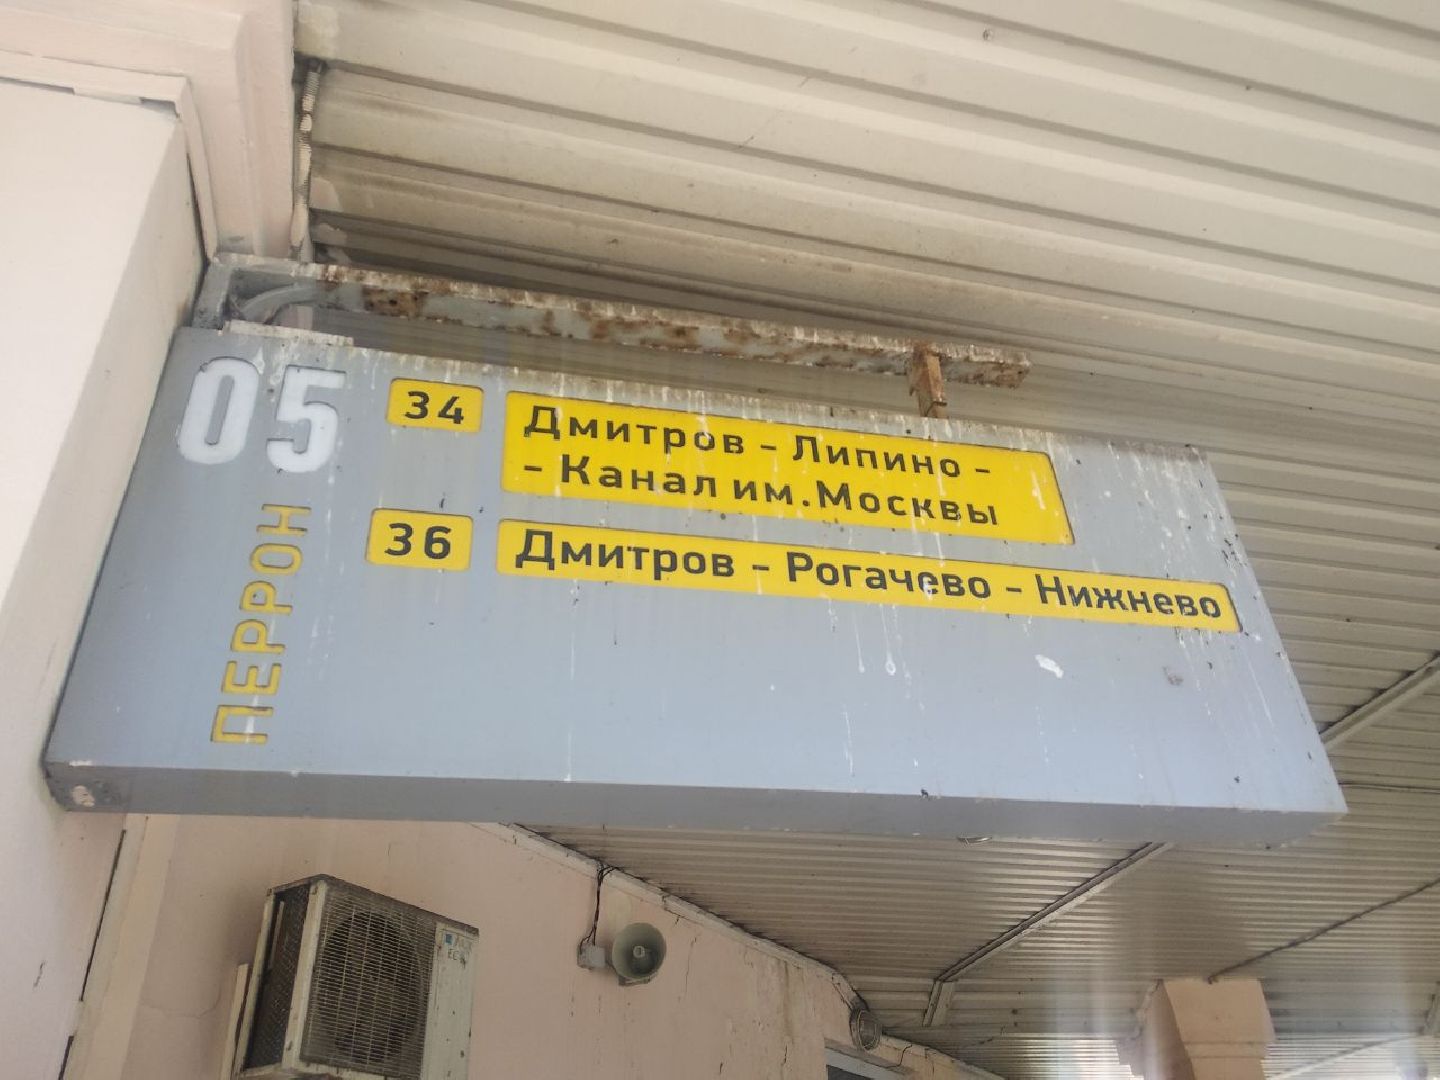 05
ПЕРРОН
34
Дмитров – Липино –
– Канал им. Москвы
36
Дмитров – Рогачево – Нижнево